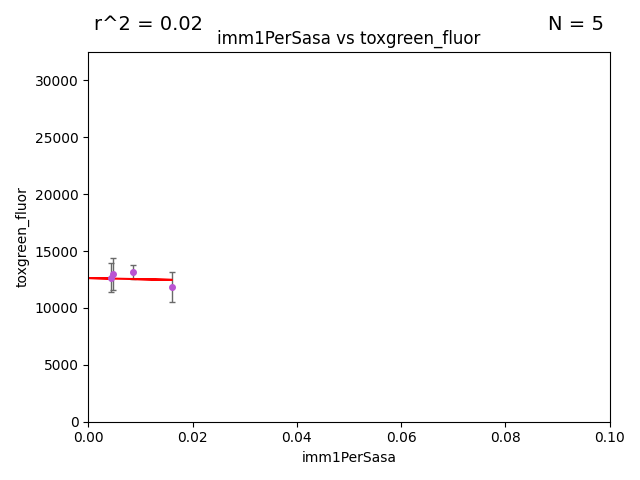 r^2 = 0.02
N = 5
imm1PerSasa vs toxgreen_fluor
30000
25000
20000
15000
10000
5000
0
toxgreen_fluor
0.00
0.02
0.04
0.06
0.08
0.10
imm1PerSasa